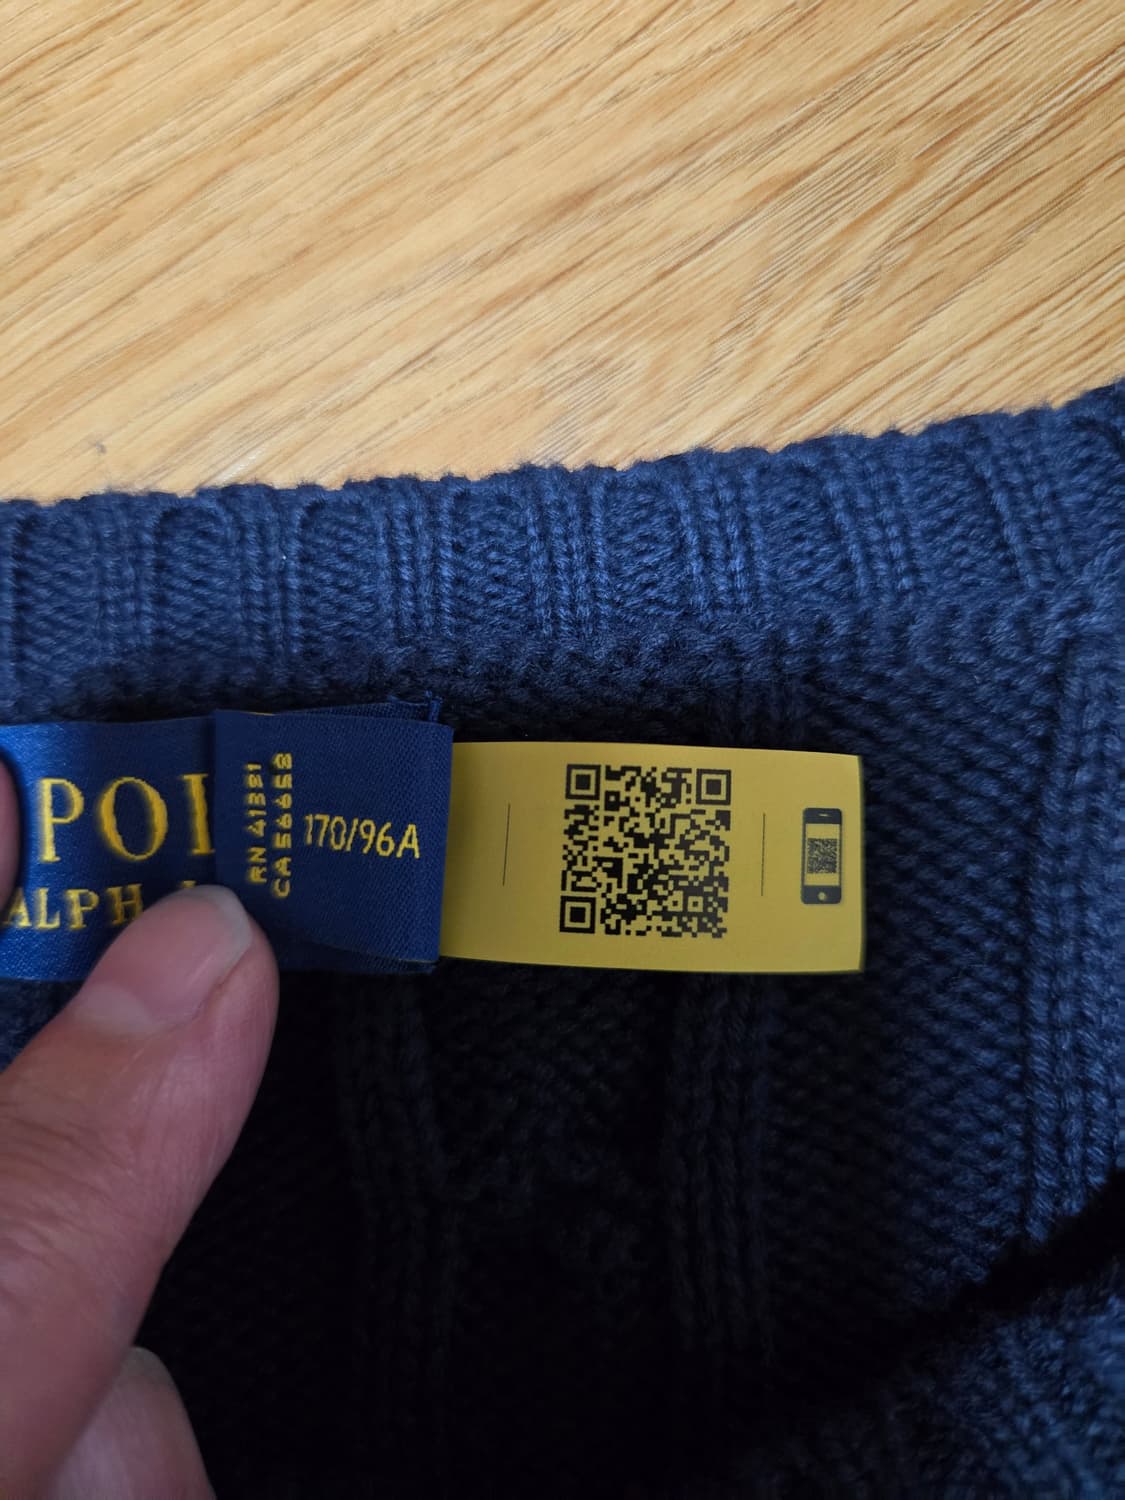 POL
ALPH L
RN 41381
CA 56658
170/96A